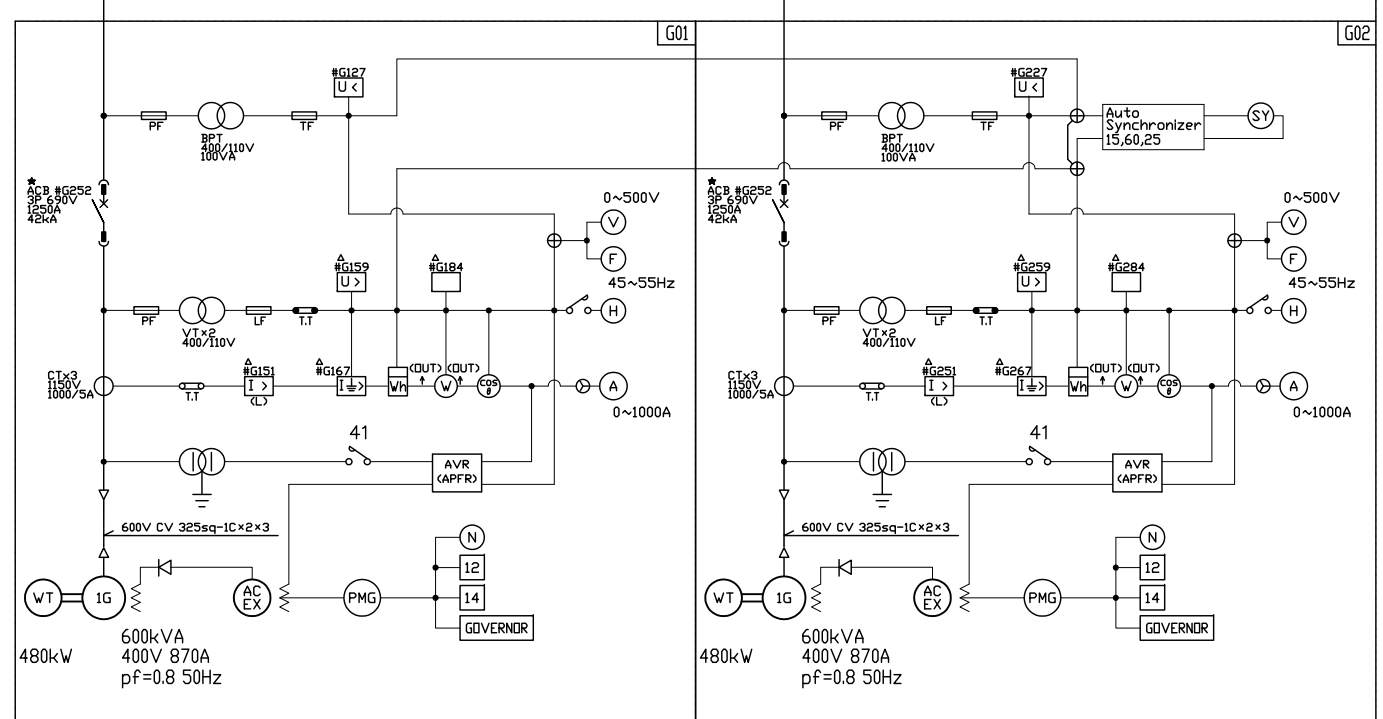 G01
#G127
U <
PF
TF
BPT
400/110V
100VA
★
ACB #G252
3P 690V
1250A
42kA
0~500V
V
F
45~55Hz
#G159
U >
#G184
PF
LF
T.T
H
VT×2
400/110V
CTx3
1150V
1000/5A
T.T
#G151
I >
(L)
#G167
I >
Wh
(OUT)
W
(OUT)
cos
θ
A
0~1000A
41
AVR
(APFR)
600V CV 325sq-1C×2×3
WT
1G
AC
EX
PMG
N
12
14
GOVERNOR
480kW
600kVA
400V 870A
pf=0.8 50Hz
G02
#G227
U <
PF
TF
BPT
400/110V
100VA
Auto
Synchronizer
15,60,25
SY
★
ACB #G252
3P 690V
1250A
42kA
0~500V
V
F
45~55Hz
#G259
U >
#G284
PF
LF
T.T
H
VT×2
400/110V
CTx3
1150V
1000/5A
T.T
#G251
I >
(L)
#G267
I >
Wh
(OUT)
W
(OUT)
cos
θ
A
0~1000A
41
AVR
(APFR)
600V CV 325sq-1C×2×3
WT
1G
AC
EX
PMG
N
12
14
GOVERNOR
480kW
600kVA
400V 870A
pf=0.8 50Hz